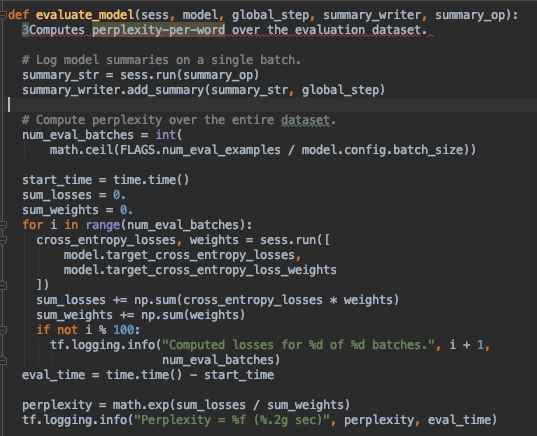 def evaluate_model(sess, model, global_step, summary_writer, summary_op):
  3Computes perplexity-per-word over the evaluation dataset.

  # Log model summaries on a single batch.
  summary_str = sess.run(summary_op)
  summary_writer.add_summary(summary_str, global_step)

  # Compute perplexity over the entire dataset.
  num_eval_batches = int(
      math.ceil(FLAGS.num_eval_examples / model.config.batch_size))

  start_time = time.time()
  sum_losses = 0.
  sum_weights = 0.
  for i in range(num_eval_batches):
    cross_entropy_losses, weights = sess.run([
        model.target_cross_entropy_losses,
        model.target_cross_entropy_loss_weights
    ])
    sum_losses += np.sum(cross_entropy_losses * weights)
    sum_weights += np.sum(weights)
    if not i % 100:
      tf.logging.info("Computed losses for %d of %d batches.", i + 1,
                      num_eval_batches)
  eval_time = time.time() - start_time

  perplexity = math.exp(sum_losses / sum_weights)
  tf.logging.info("Perplexity = %f (%.2g sec)", perplexity, eval_time)